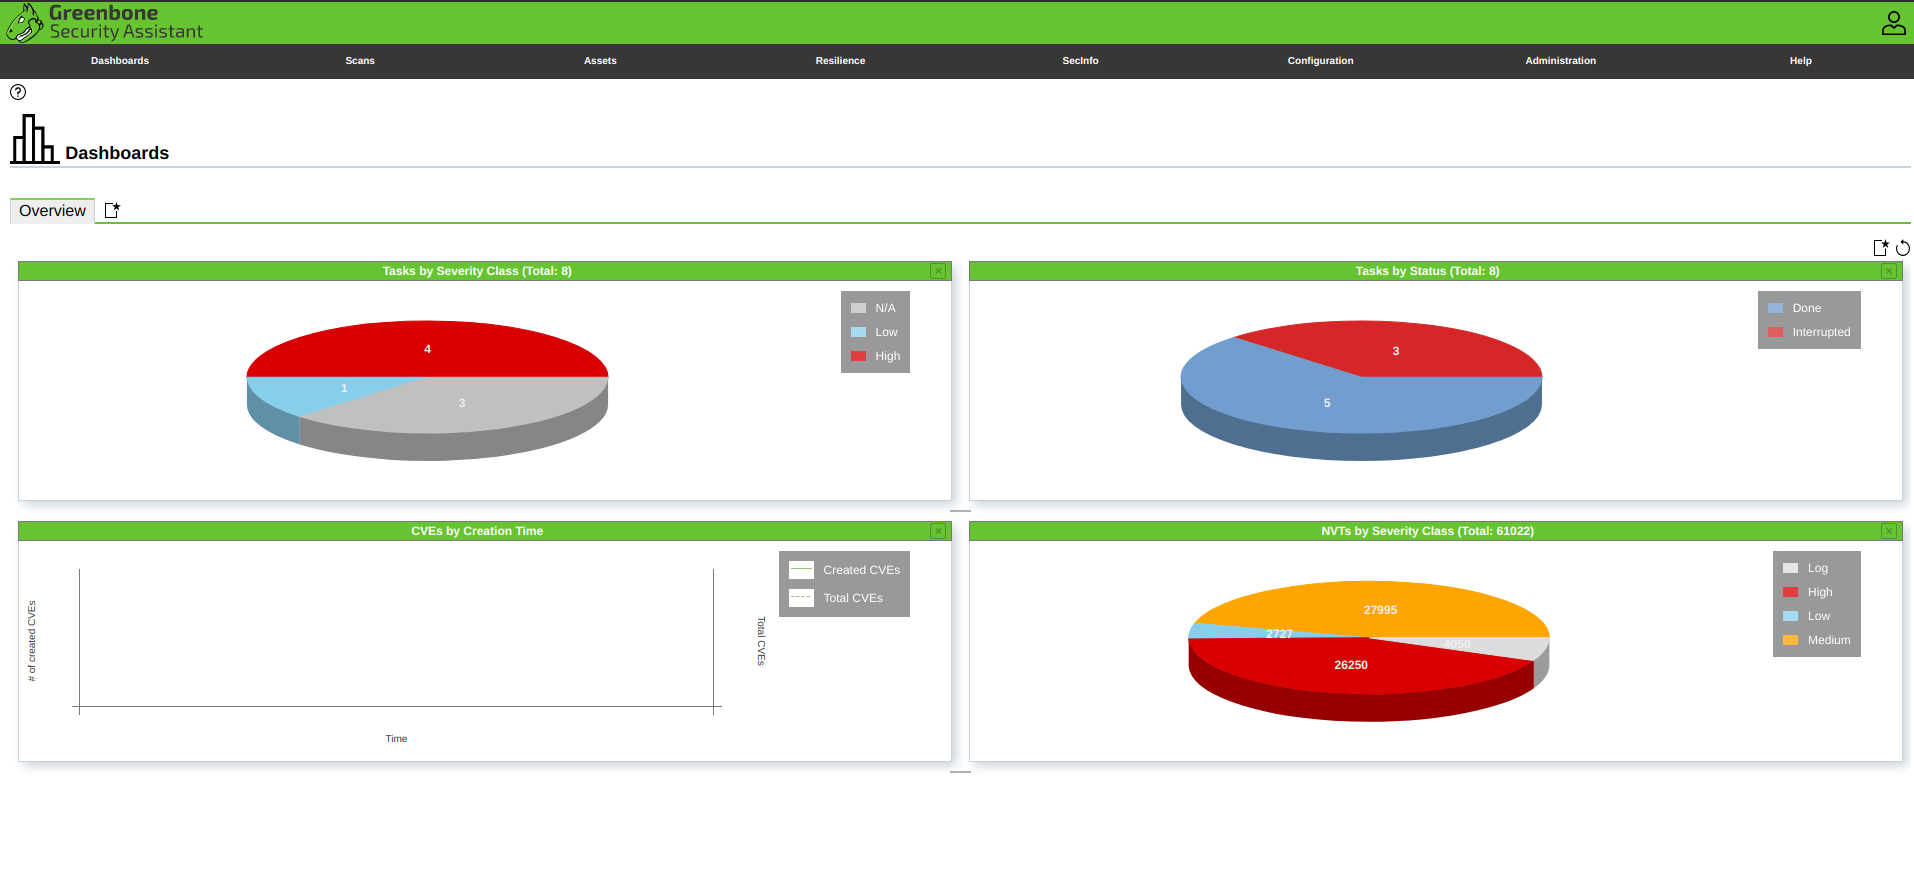 Greenbone
Security Assistant
Dashboards Scans Assets Resilience SecInfo Configuration Administration Help
Dashboards
Overview
Tasks by Severity Class (Total: 8)
4
1
3
N/A
Low
High
Tasks by Status (Total: 8)
3
5
Done
Interrupted
CVEs by Creation Time
# of created CVEs
Time
Total CVEs
Created CVEs
Total CVEs
NVTs by Severity Class (Total: 61022)
27995
2727
4050
26250
Log
High
Low
Medium